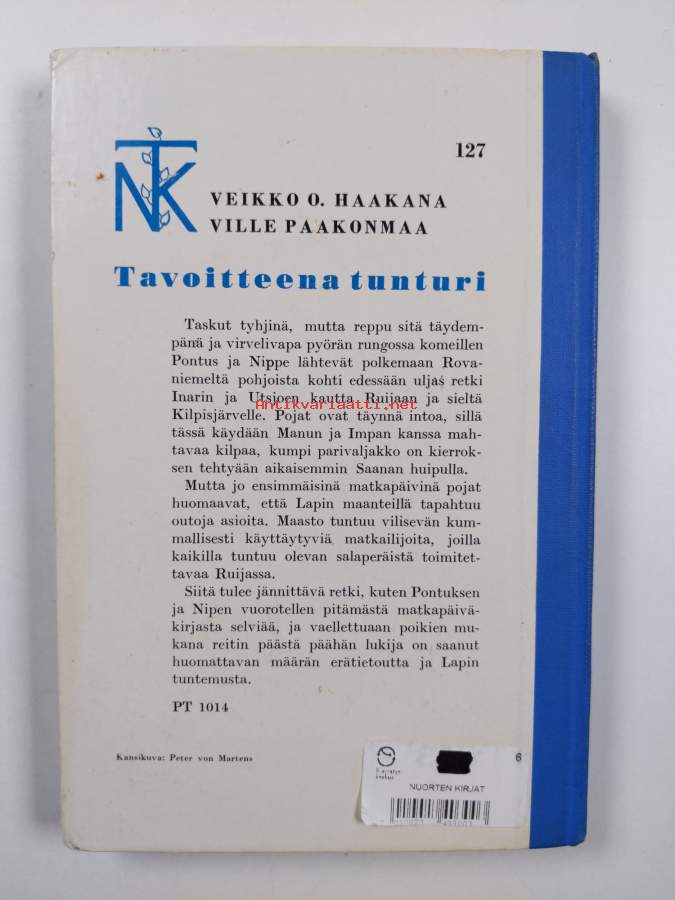 NTK
127
VEIKKO O. HAAKANA
VILLE PAAKONMAA
Tavoitteena tunturi
Taskut tyhjinä, mutta reppu sitä täydem-
pänä ja virvelivapa pyörän rungossa komeillen
Pontus ja Nippe lähtevät polkemaan Rova-
niemeltä pohjoista kohti edessään uljas retki
Inarin ja Utsjoen kautta Ruijaan ja sieltä
Antikvariaatti.net
Kilpisjärvelle. Pojat ovat täynnä intoa, sillä
tässä käydään Manun ja Impan kanssa mah-
tavaa kilpaa, kumpi parivaljakko on kierrok-
sen tehtyään aikaisemmin Saanan huipulla.
Mutta jo ensimmäisinä matkapäivinä pojat
huomaavat, että Lapin maanteillä tapahtuu
outoja asioita. Maasto tuntuu vilisevän kum-
mallisesti käyttäytyviä matkailijoita, joilla
kaikilla tuntuu olevan salaperäistä toimitet-
tavaa Ruijassa.
Siitä tulee jännittävä retki, kuten Pontuksen
ja Nipen vuorotellen pitämästä matkapäivä-
kirjasta selviää, ja vaellettuaan poikien mu-
kana reitin päästä päähän lukija on saanut
huomattavan määrän erätietoutta ja Lapin
tuntemusta.
PT 1014
Kansikuva: Peter von Martens
6
NUORTEN KIRJAT